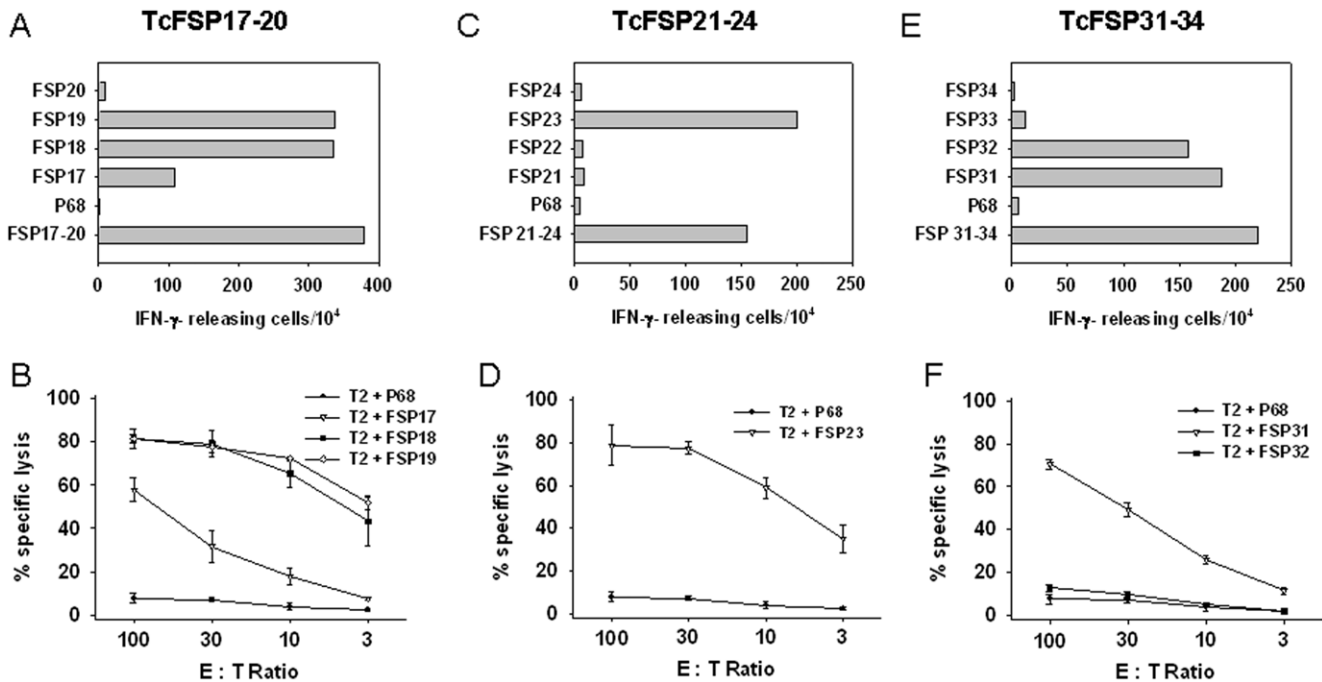 A
TcFSP17-20
FSP20
FSP19
FSP18
FSP17
P68
FSP17-20
0 100 200 300 400
IFN-γ- releasing cells/10⁴
C
TcFSP21-24
FSP24
FSP23
FSP22
FSP21
P68
FSP 21-24
0 50 100 150 200 250
IFN-γ- releasing cells/10⁴
E
TcFSP31-34
FSP34
FSP33
FSP32
FSP31
P68
FSP 31-34
0 50 100 150 200 250
IFN-γ- releasing cells/10⁴
B
% specific lysis
100
80
60
40
20
0
T2 + P68
T2 + FSP17
T2 + FSP18
T2 + FSP19
100 30 10 3
E : T Ratio
D
% specific lysis
100
80
60
40
20
0
T2 + P68
T2 + FSP23
100 30 10 3
E : T Ratio
F
% specific lysis
100
80
60
40
20
0
T2 + P68
T2 + FSP31
T2 + FSP32
100 30 10 3
E : T Ratio